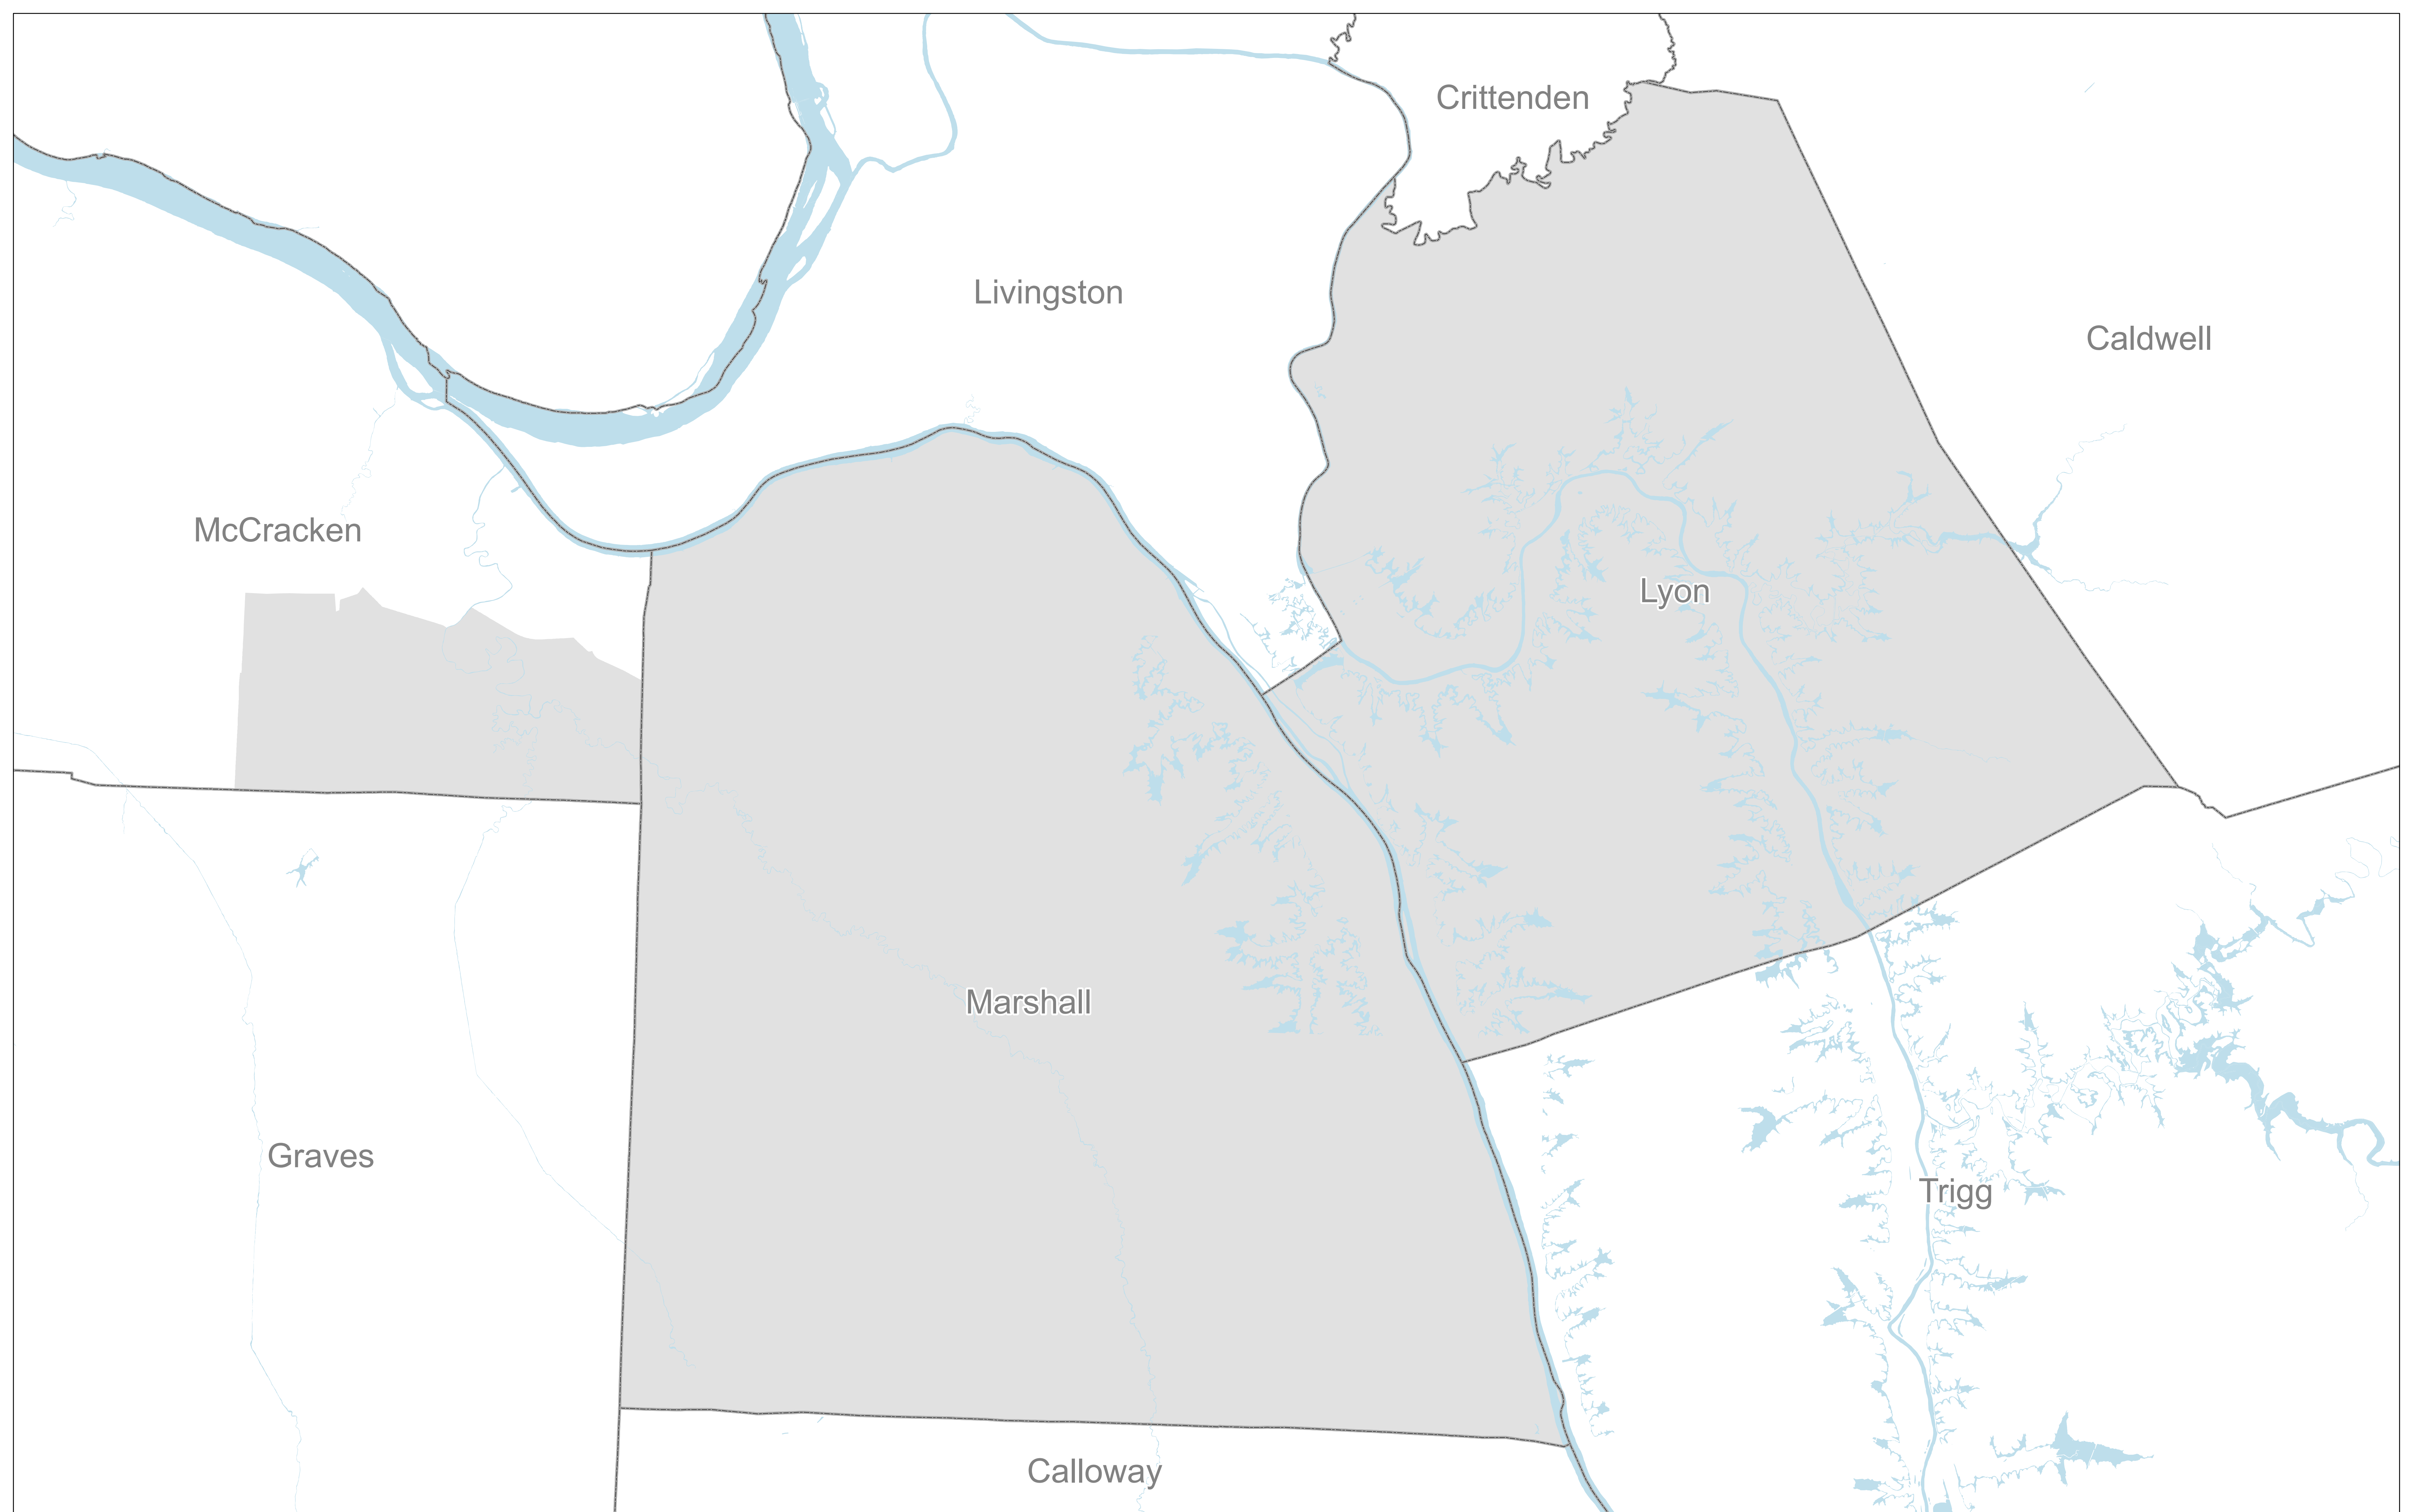 Crittenden
Livingston
Caldwell
McCracken
Lyon
Marshall
Graves
Trigg
Calloway